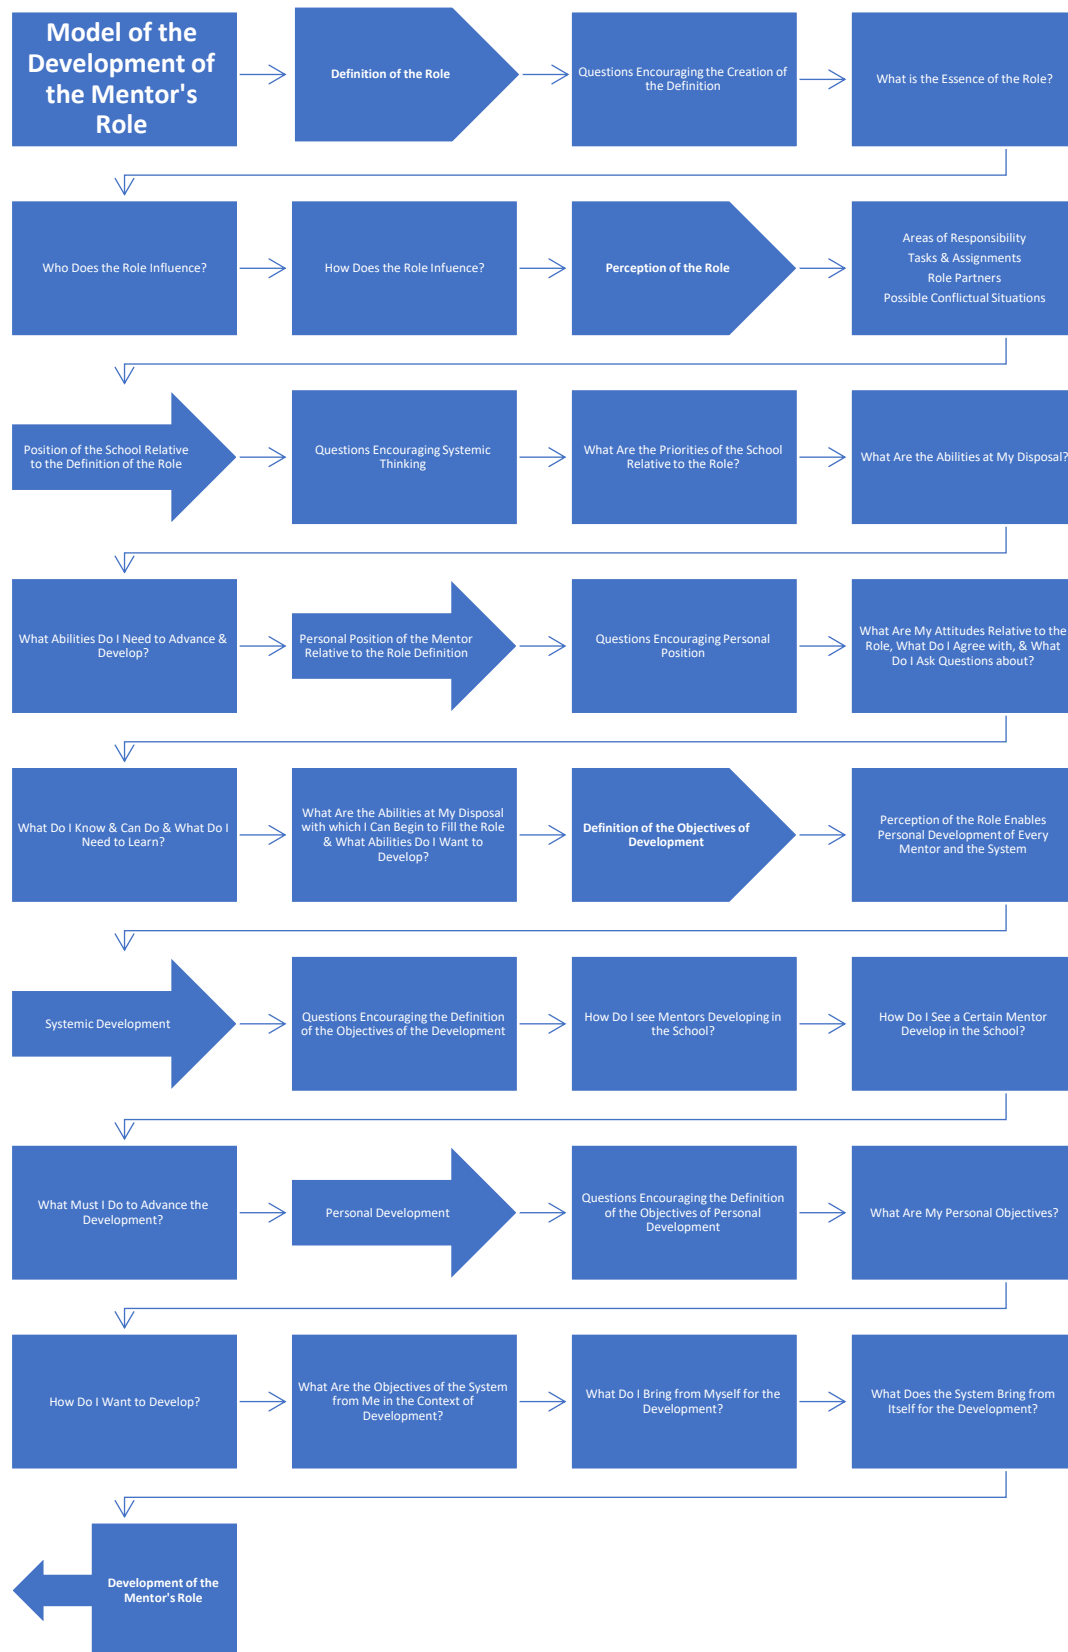 Model of the
Development of
the Mentor's
Role
Definition of the Role
Questions Encouraging the Creation of
the Definition
What is the Essence of the Role?
Who Does the Role Influence?
How Does the Role Infuence?
Perception of the Role
Areas of Responsibility
Tasks & Assignments
Role Partners
Possible Conflictual Situations
Position of the School Relative
to the Definition of the Role
Questions Encouraging Systemic
Thinking
What Are the Priorities of the School
Relative to the Role?
What Are the Abilities at My Disposal?
What Abilities Do I Need to Advance &
Develop?
Personal Position of the Mentor
Relative to the Role Definition
Questions Encouraging Personal
Position
What Are My Attitudes Relative to the
Role, What Do I Agree with, & What
Do I Ask Questions about?
What Do I Know & Can Do & What Do I
Need to Learn?
What Are the Abilities at My Disposal
with which I Can Begin to Fill the Role
& What Abilities Do I Want to
Develop?
Definition of the Objectives of
Development
Perception of the Role Enables
Personal Development of Every
Mentor and the System
Systemic Development
Questions Encouraging the Definition
of the Objectives of the Development
How Do I see Mentors Developing in
the School?
How Do I See a Certain Mentor
Develop in the School?
What Must I Do to Advance the
Development?
Personal Development
Questions Encouraging the Definition
of the Objectives of Personal
Development
What Are My Personal Objectives?
How Do I Want to Develop?
What Are the Objectives of the System
from Me in the Context of
Development?
What Do I Bring from Myself for the
Development?
What Does the System Bring from
Itself for the Development?
Development of the
Mentor's Role